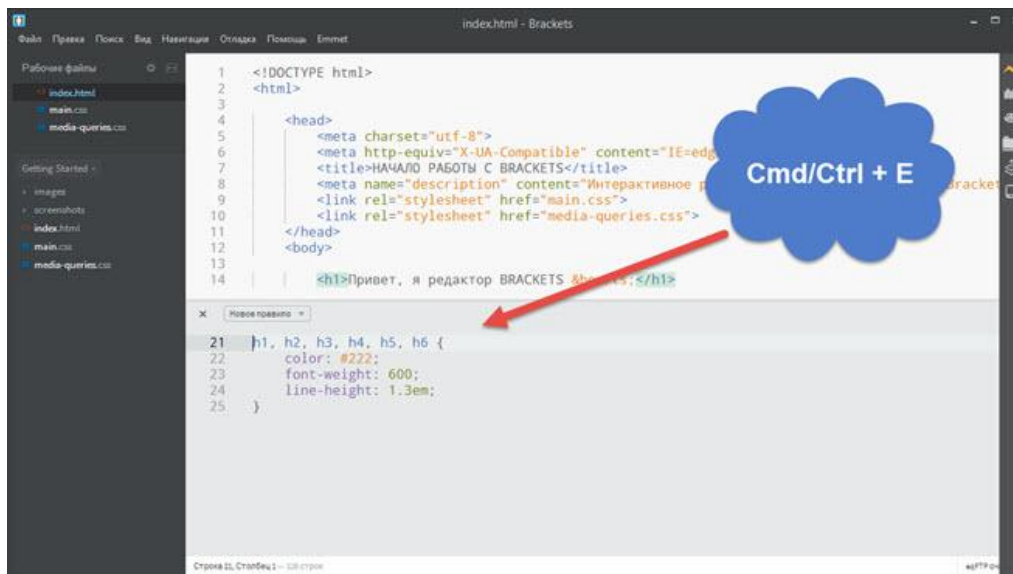 index.html - Brackets
Файл Правка Поиск Вид Навигация Отладка Помощь Emmet
Рабочие файлы
index.html
main.css
media-queries.css
Getting Started
images
screenshots
index.html
main.css
media-queries.css
1 <!DOCTYPE html>
2 <html>
3
4 <head>
5 <meta charset="utf-8">
6 <meta http-equiv="X-UA-Compatible" content="IE=edg
7 <title>НАЧАЛО РАБОТЫ С BRACKETS</title>
8 <meta name="description" content="Интерактивное р racket
9 <link rel="stylesheet" href="main.css">
10 <link rel="stylesheet" href="media-queries.css">
11 </head>
12 <body>
13
14 <h1>Привет, я редактор BRACKETS </h1>
Cmd/Ctrl + E
Новое правило
21 h1, h2, h3, h4, h5, h6 {
22 color: #222;
23 font-weight: 600;
24 line-height: 1.3em;
25 }
Строка 21, Столбец 1 — 128 строк